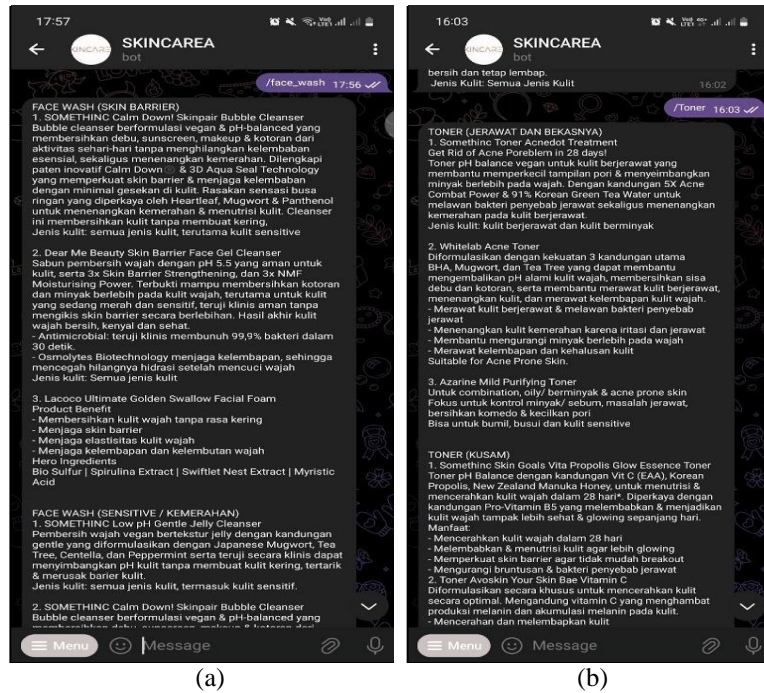 17:57
SKINCAREA
bot
/face_wash 17:56
FACE WASH (SKIN BARRIER)
1. SOMETHINC Calm Down! Skinpair Bubble Cleanser
Bubble cleanser berformulasi vegan & pH-balanced yang
membersihkan debu, sunscreen, makeup & kotoran dari
aktivitas sehari-hari tanpa menghilangkan kelembaban
esensial, sekaligus menenangkan kemerahan. Dilengkapi
paten inovatif Calm Down & 3D Aqua Seal Technology
yang memperkuat skin barrier & menjaga kelembaban
dengan minimal gesekan di kulit. Rasakan sensasi busa
ringan yang diperkaya oleh Heartleaf, Mugwort & Panthenol
untuk menenangkan kemerahan & menutrisi kulit. Cleanser
ini membersihkan kulit tanpa membuat kering,
Jenis kulit: semua jenis kulit, terutama kulit sensitive
2. Dear Me Beauty Skin Barrier Face Gel Cleanser
Sabun pembersih wajah dengan pH 5.5 yang aman untuk
kulit, serta 3x Skin Barrier Strengthening, dan 3x NMF
Moisturising Power. Terbukti mampu membersihkan kotoran
dan minyak berlebih pada kulit wajah, terutama untuk kulit
yang sedang merah dan sensitif, teruji klinis aman tanpa
mengikis skin barrier secara berlebihan. Hasil akhir kulit
wajah bersih, kenyal dan sehat.
- Antimicrobial: teruji klinis membunuh 99,9% bakteri dalam
30 detik.
- Osmolytes Biotechnology menjaga kelembapan, sehingga
mencegah hilangnya hidrasi setelah mencuci wajah
Jenis kulit: Semua jenis kulit
3. Lacoco Ultimate Golden Swallow Facial Foam
Product Benefit
- Membersihkan kulit wajah tanpa rasa kering
- Menjaga skin barrier
- Menjaga elastisitas kulit wajah
- Menjaga kelembapan dan kelembutan wajah
Hero Ingredients
Bio Sulfur | Spirulina Extract | Swiftlet Nest Extract | Myristic
Acid
FACE WASH (SENSITIVE / KEMERAHAN)
1. SOMETHINC Low pH Gentle Jelly Cleanser
Pembersih wajah vegan bertekstur jelly dengan kandungan
gentle yang diformulasikan dengan Japanese Mugwort, Tea
Tree, Centella, dan Peppermint serta teruji secara klinis dapat
menyimbangkan pH kulit tanpa membuat kulit kering, tertarik
& merusak barier kulit.
Jenis kulit: semua jenis kulit, termasuk kulit sensitif.
2. SOMETHINC Calm Down! Skinpair Bubble Cleanser
Bubble cleanser berformulasi vegan & pH-balanced yang
membersihkan debu, sunscreen, makeup & kotoran dari
Menu
Message
(a)
16:03
SKINCAREA
bot
bersih dan tetap lembap.
Jenis Kulit: Semua Jenis Kulit
16:02
/Toner 16:03
TONER (JERAWAT DAN BEKASNYA)
1. Somethinc Toner Acnedot Treatment
Get Rid of Acne Poreblem in 28 days!
Toner pH balance vegan untuk kulit berjerawat yang
membantu memperkecil tampilan pori & menyeimbangkan
minyak berlebih pada wajah. Dengan kandungan 5X Acne
Combat Power & 91% Korean Green Tea Water untuk
melawan bakteri penyebab jerawat sekaligus menenangkan
kemerahan pada kulit berjerawat.
Jenis kulit: kulit berjerawat dan kulit berminyak
2. Whitelab Acne Toner
Diformulasikan dengan kekuatan 3 kandungan utama
BHA, Mugwort, dan Tea Tree yang dapat membantu
mengembalikan pH alami kulit wajah, membersihkan sisa
debu dan kotoran, serta membantu merawat kulit berjerawat,
menenangkan kulit, dan merawat kelembapan kulit wajah.
- Merawat kulit berjerawat & melawan bakteri penyebab
jerawat
- Menenangkan kulit kemerahan karena iritasi dan jerawat
- Membantu mengurangi minyak berlebih pada wajah
- Merawat kelembapan dan kehalusan kulit
Suitable for Acne Prone Skin.
3. Azarine Mild Purifying Toner
Untuk combination, oily/ berminyak & acne prone skin
Fokus untuk kontrol minyak/ sebum, masalah jerawat,
bersihkan komedo & kecilkan pori
Bisa untuk bumil, busui dan kulit sensitive
TONER (KUSAM)
1. Somethinc Skin Goals Vita Propolis Glow Essence Toner
Toner pH Balance dengan kandungan Vit C (EAA), Korean
Propolis, New Zealand Manuka Honey, untuk menutrisi &
mencerahkan kulit wajah dalam 28 hari*. Diperkaya dengan
kandungan Pro-Vitamin B5 yang melembabkan & menjadikan
kulit wajah tampak lebih sehat & glowing sepanjang hari.
Manfaat:
- Mencerahkan kulit wajah dalam 28 hari
- Melembabkan & menutrisi kulit agar lebih glowing
- Memperkuat skin barrier agar tidak mudah breakout
- Mengurangi bruntusan & bakteri penyebab jerawat
2. Toner Avoskin Your Skin Bae Vitamin C
Diformulasikan secara khusus untuk mencerahkan kulit
secara optimal. Mengandung vitamin C yang menghambat
produksi melanin dan akumulasi melanin pada kulit.
- Mencerahan dan melembapkan kulit
Menu
Message
(b)